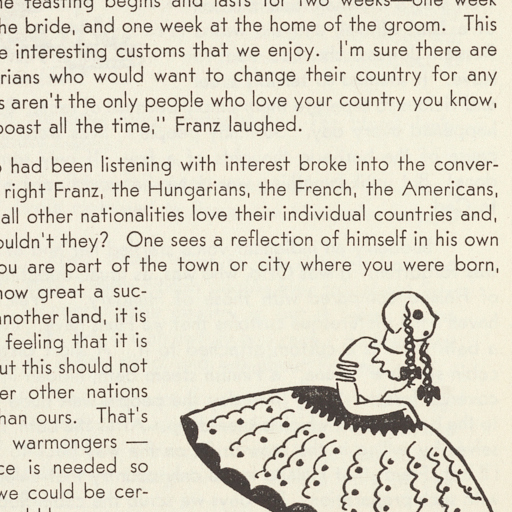 he feasting begins and lasts for two weeks—one week
he bride, and one week at the home of the groom. This
e interesting customs that we enjoy. I'm sure there are
rians who would want to change their country for any
s aren't the only people who love your country you know,
boast all the time," Franz laughed.
o had been listening with interest broke into the conver-
right Franz, the Hungarians, the French, the Americans,
all other nationalities love their individual countries and,
ouldn't they? One sees a reflection of himself in his own
ou are part of the town or city where you were born,
how great a suc-
another land, it is
feeling that it is
ut this should not
er other nations
han ours. That's
warmongers —
ce is needed so
we could be cer-